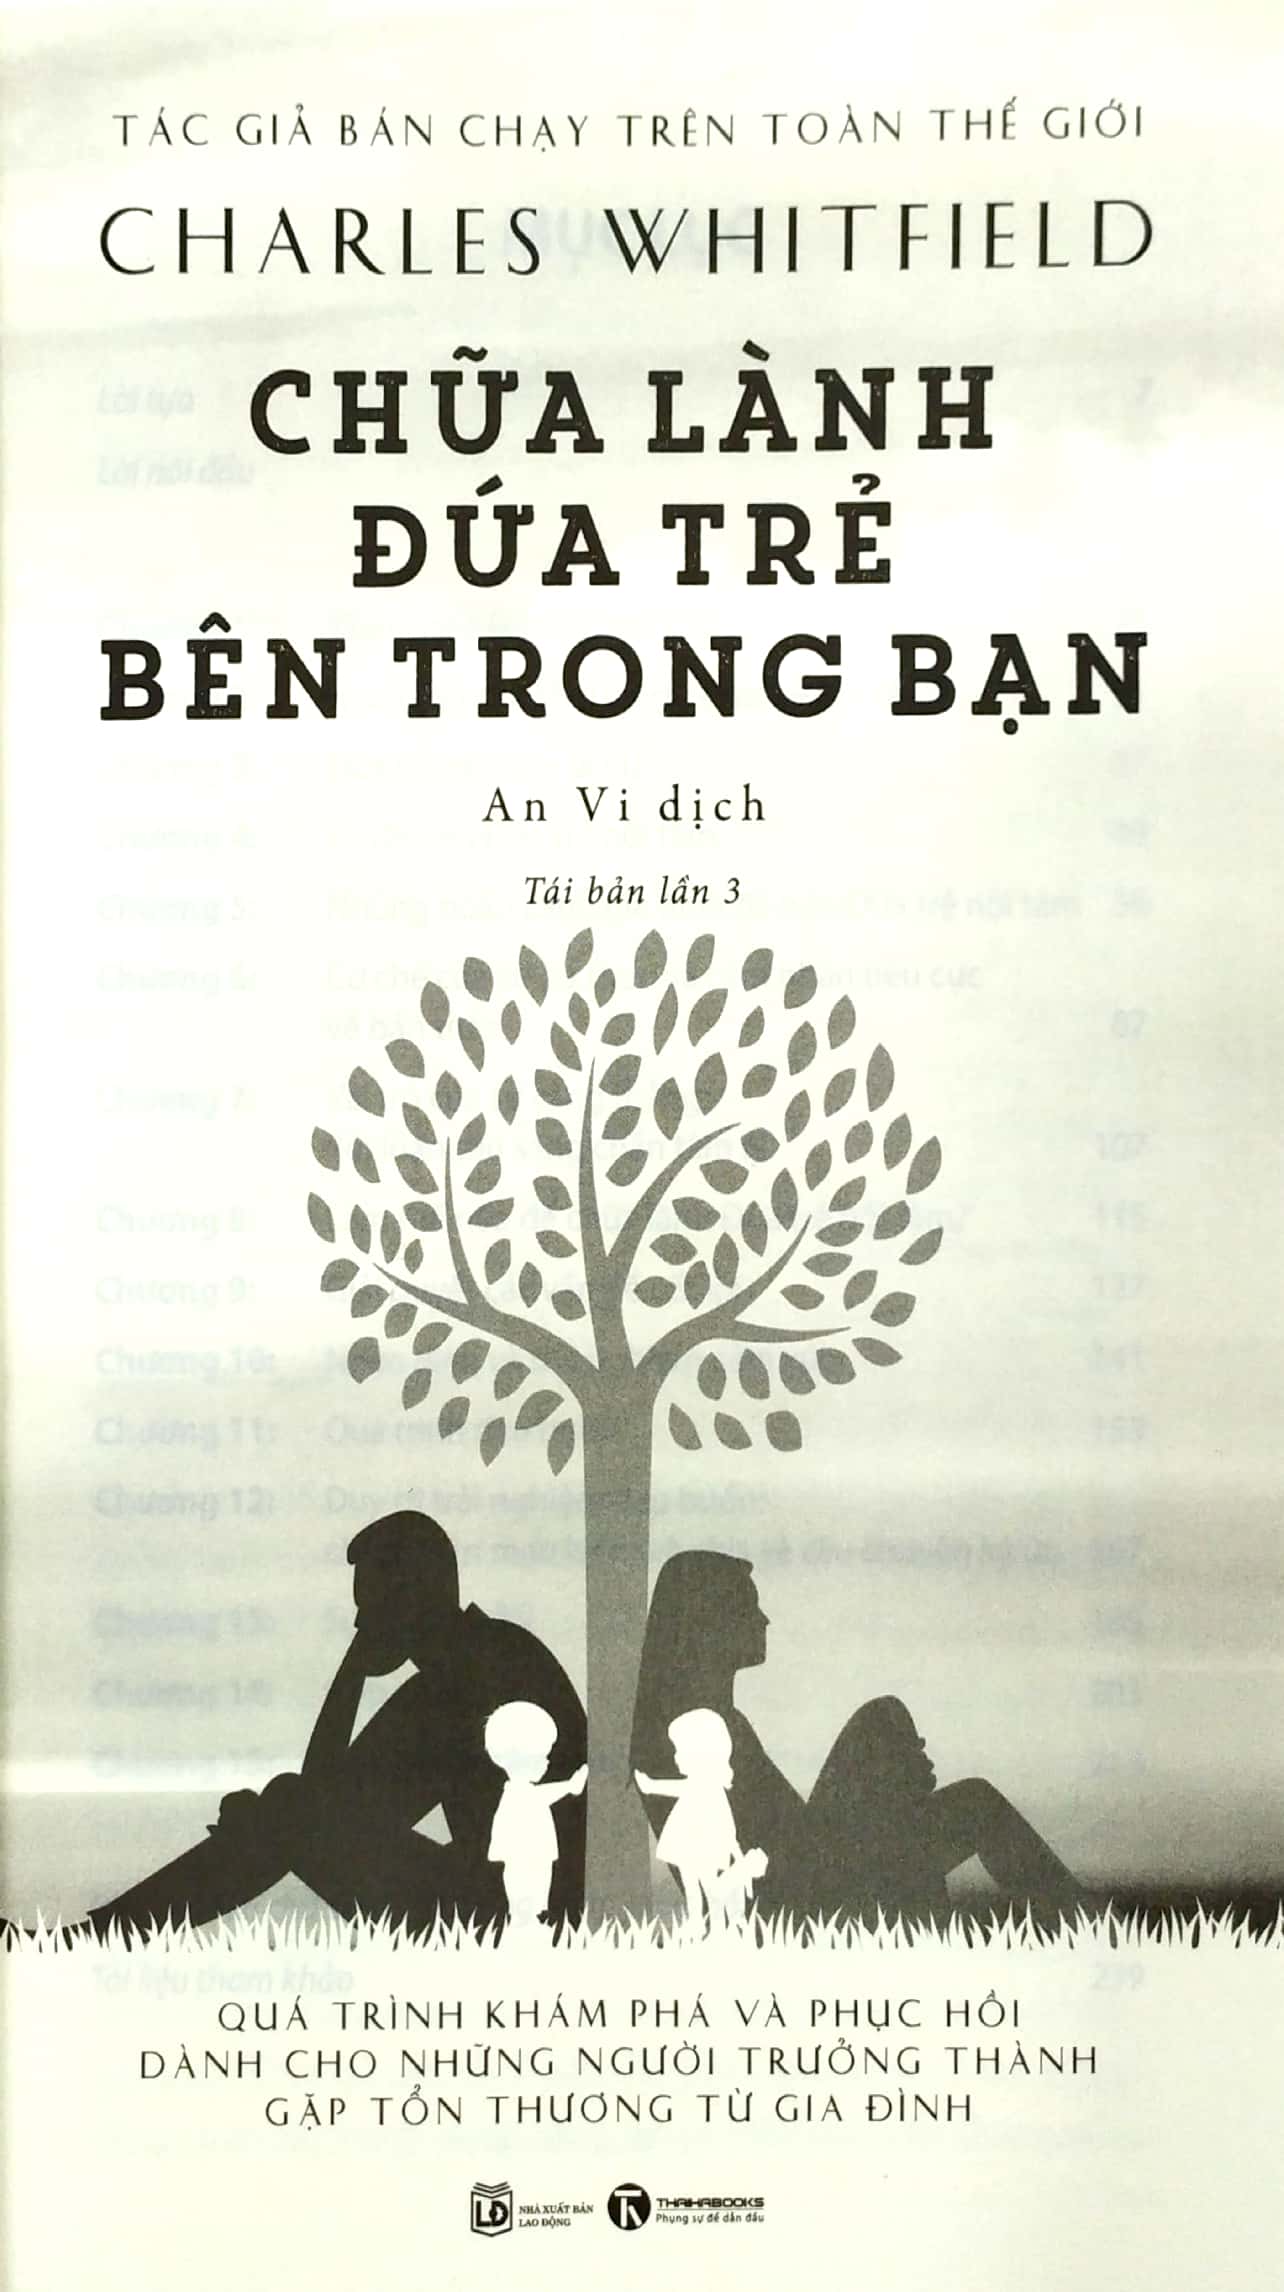 TÁC GIẢ BÁN CHẠY TRÊN TOÀN THẾ GIỚI
CHARLES WHITFIELD
CHỮA LÀNH
ĐỨA TRẺ
BÊN TRONG BẠN
An Vi dịch
Tái bản lần 3
QUÁ TRÌNH KHÁM PHÁ VÀ PHỤC HỒI
DÀNH CHO NHỮNG NGƯỜI TRƯỞNG THÀNH
GẶP TỔN THƯƠNG TỪ GIA ĐÌNH
NHÀ XUẤT BẢN
LAO ĐỘNG
THAIHABOOKS
Phụng sự để dẫn đầu